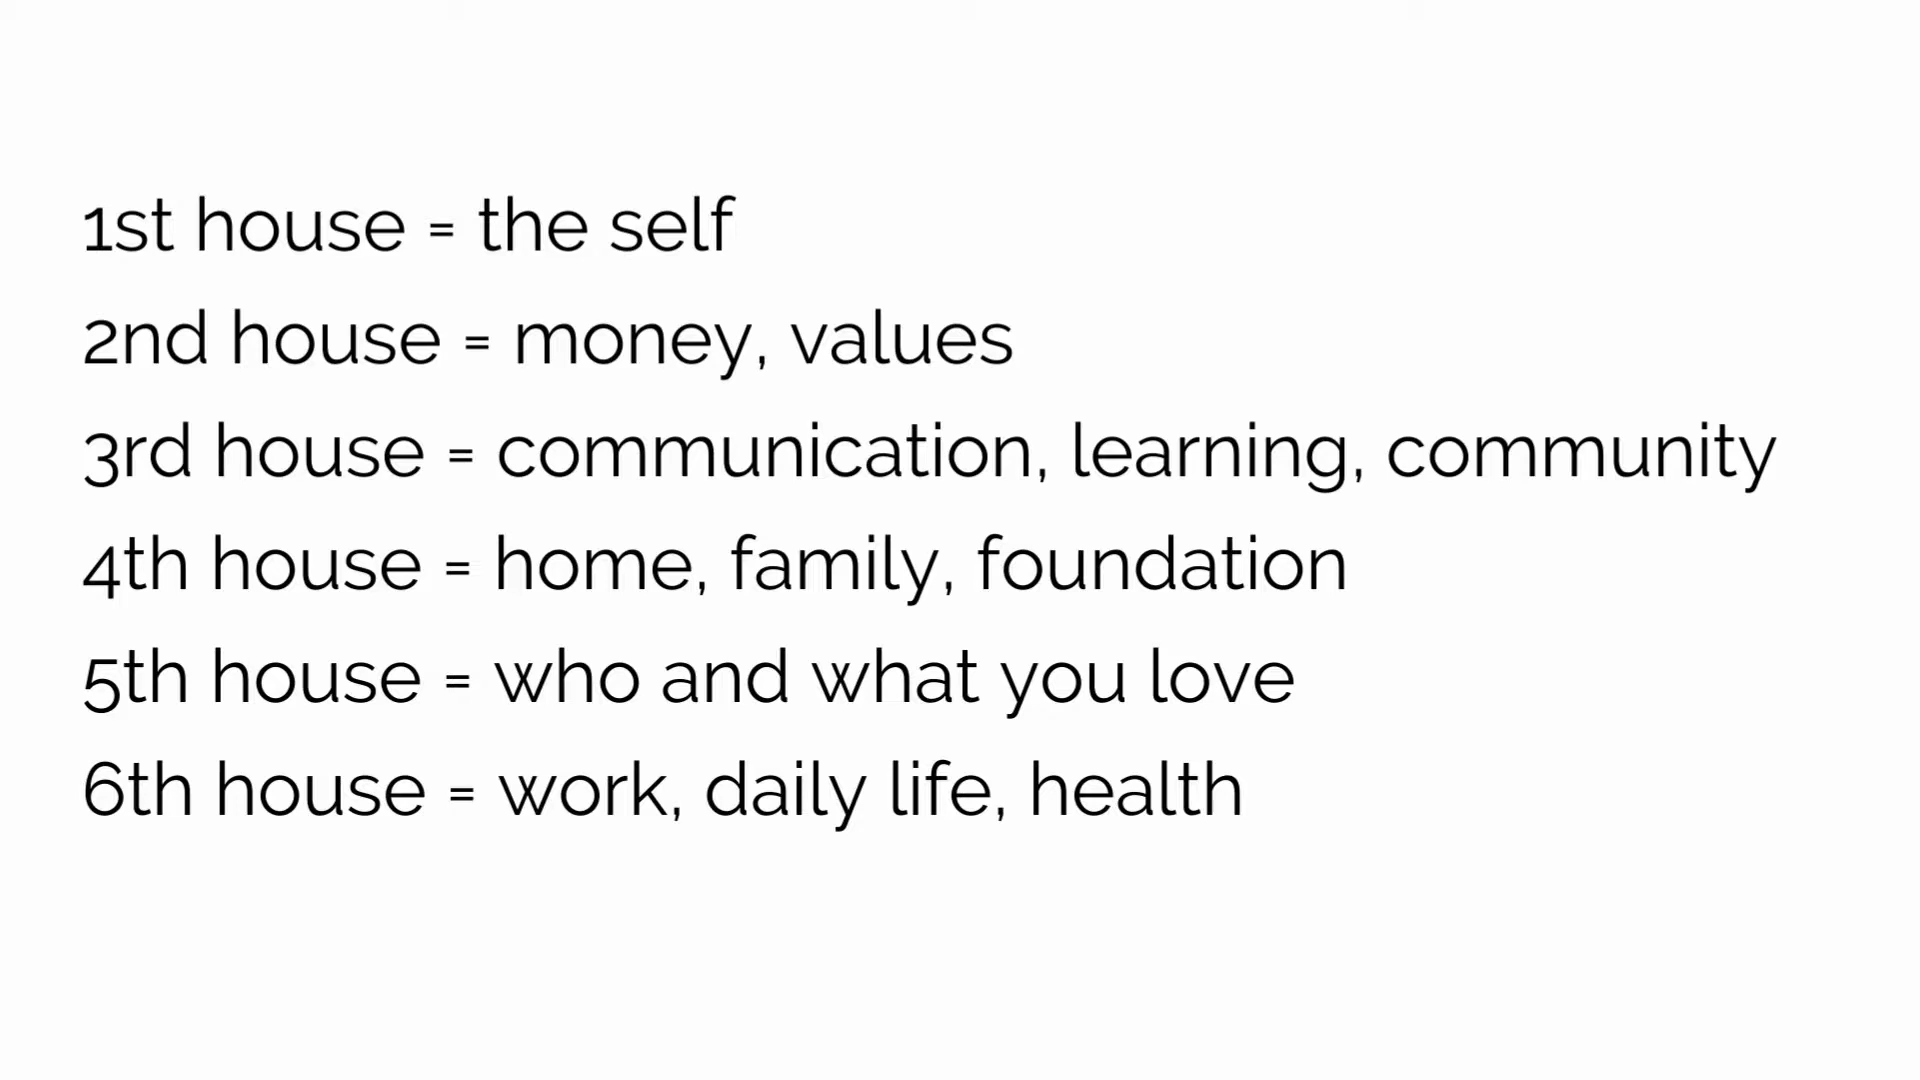 1st house = the self
2nd house = money, values
3rd house = communication, learning, community
4th house = home, family, foundation
5th house = who and what you love
6th house = work, daily life, health